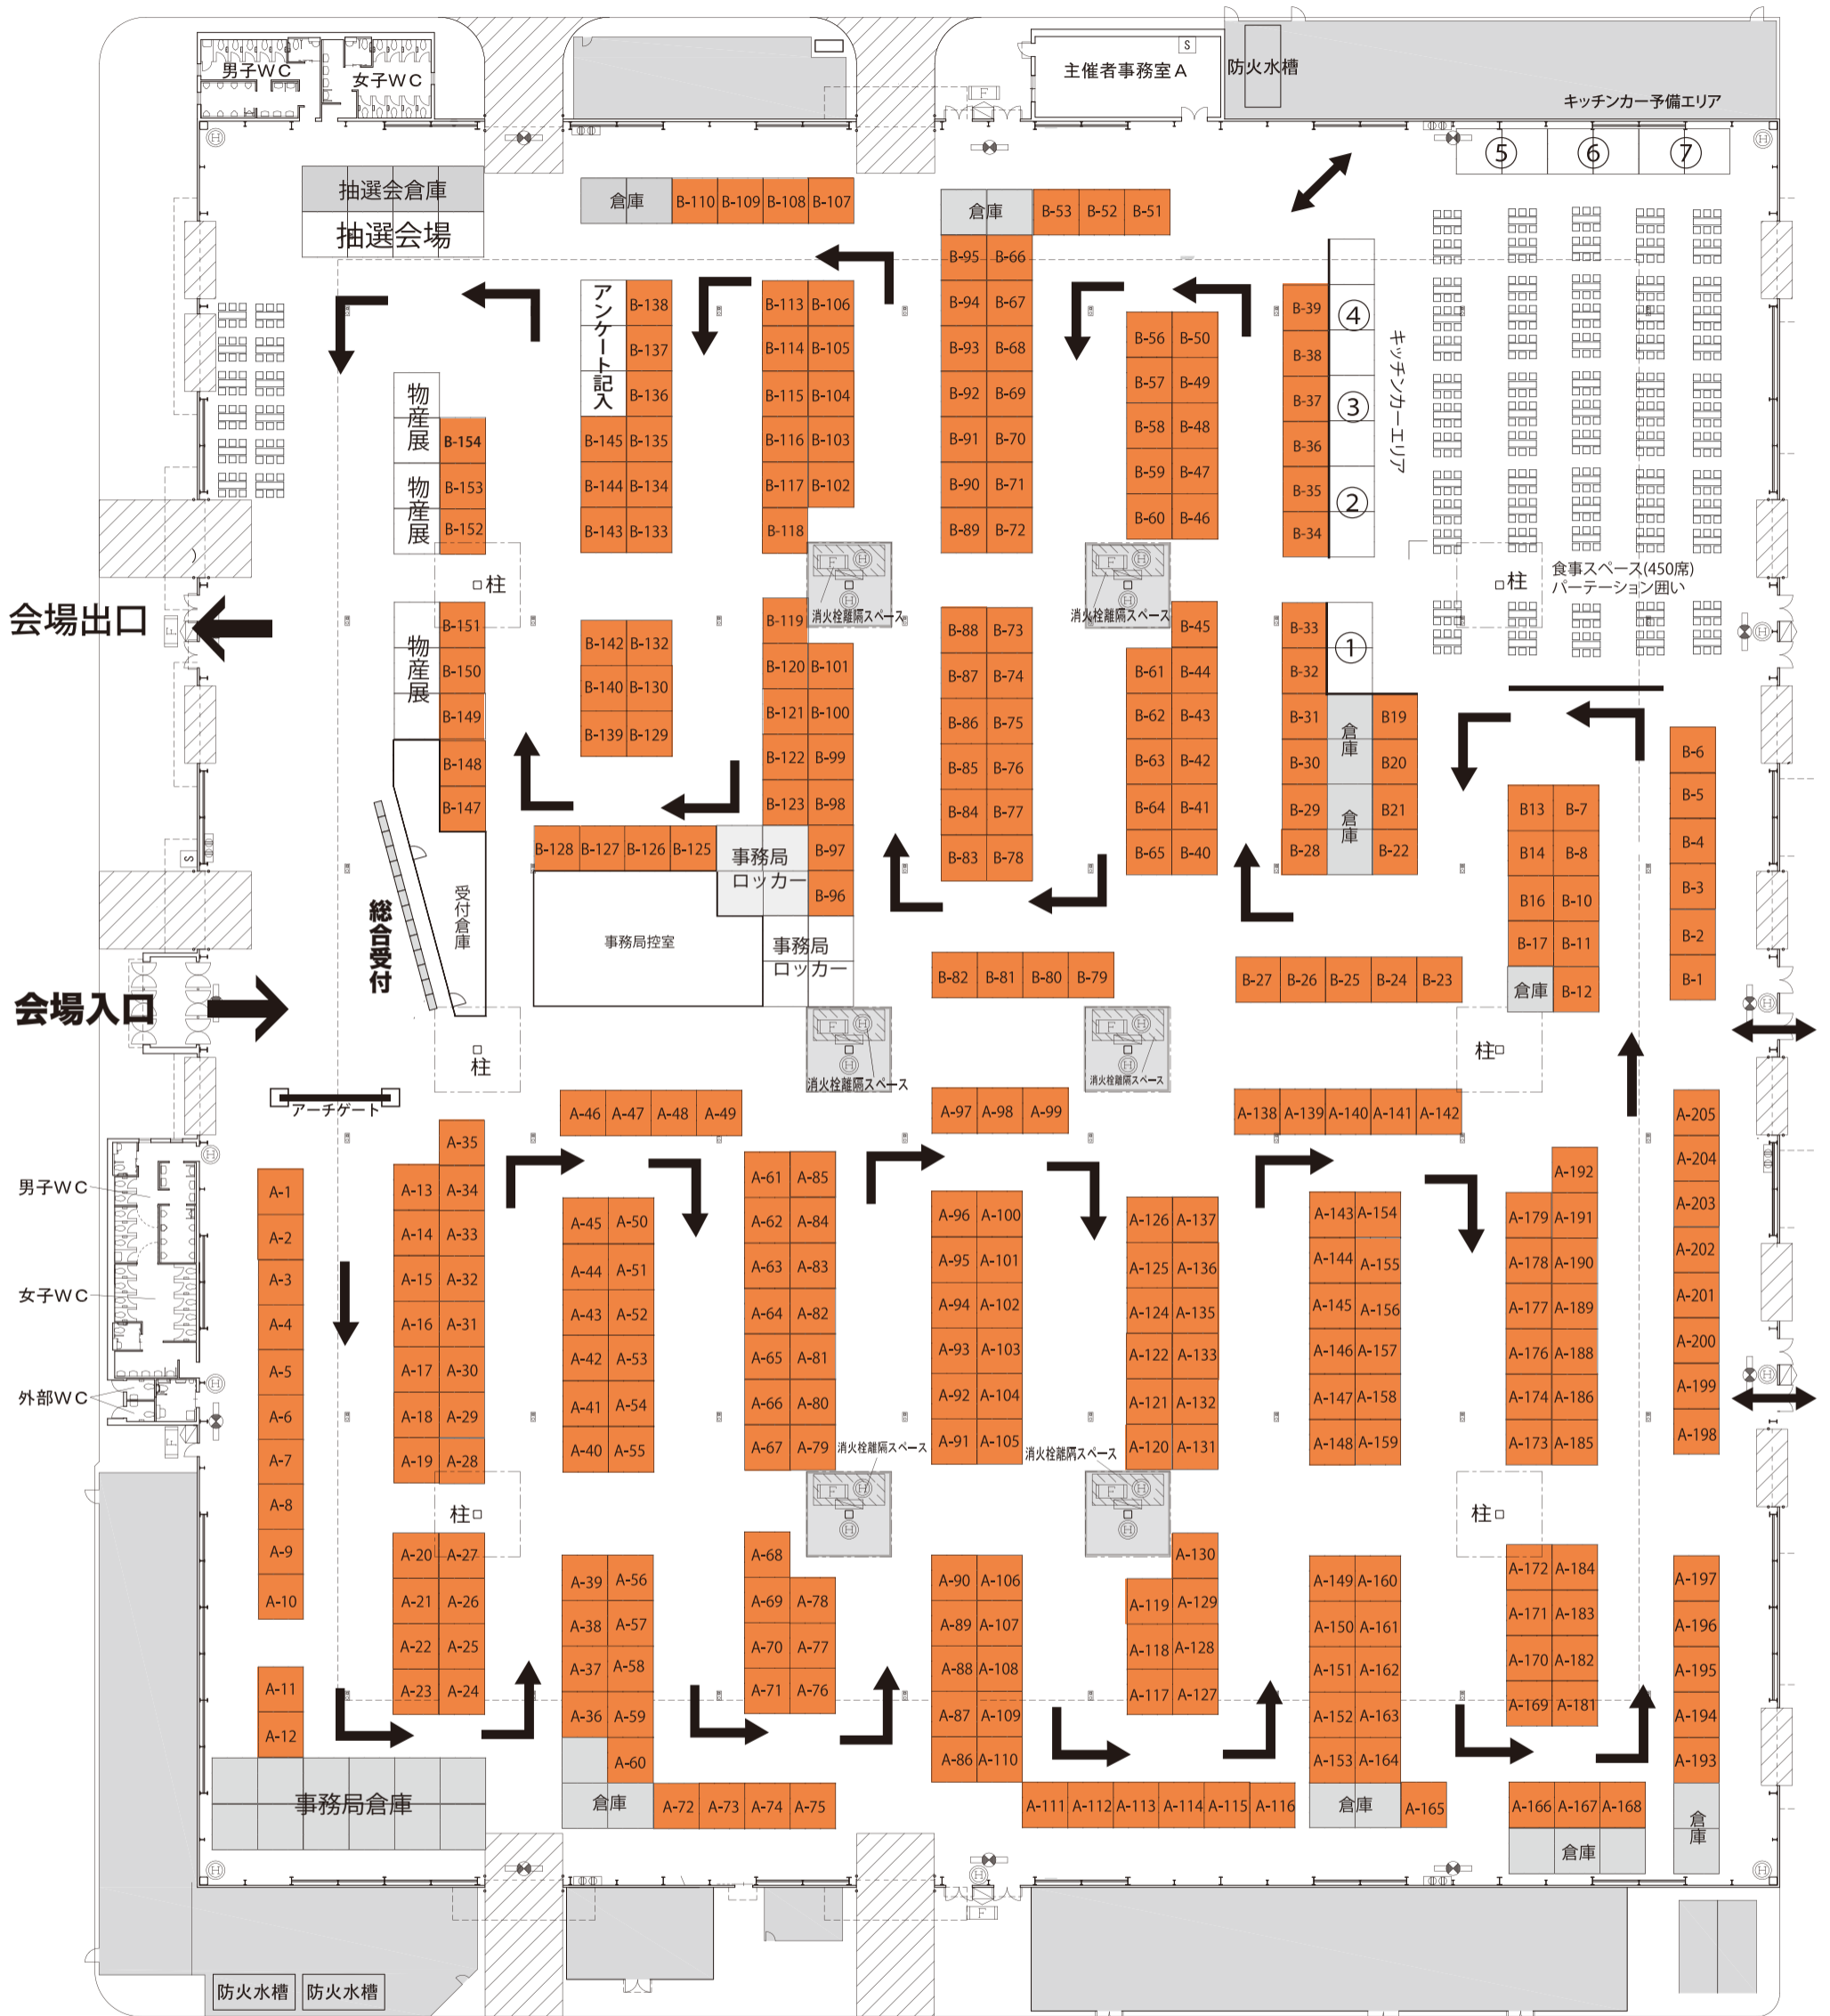 男子WC
女子WC
主催者事務室A
S
防火水槽
キッチンカー予備エリア
抽選会倉庫
抽選会場
倉庫
B-110 B-109 B-108 B-107
倉庫
B-53 B-52 B-51
⑤ ⑥ ⑦
アンケート記入
B-138
B-137
B-136
B-145 B-135
B-144 B-134
B-143 B-133
B-113 B-106
B-114 B-105
B-115 B-104
B-116 B-103
B-117 B-102
B-118
B-95 B-66
B-94 B-67
B-93 B-68
B-92 B-69
B-91 B-70
B-90 B-71
B-89 B-72
B-56 B-50
B-57 B-49
B-58 B-48
B-59 B-47
B-60 B-46
B-39
B-38
B-37
B-36
B-35
B-34
④
③
②
キッチンカーエリア
物産展
物産展
B-154
B-153
B-152
柱
消火栓離隔スペース
消火栓離隔スペース
柱
食事スペース(450席)
パーテーション囲い
会場出口
物産展
B-151
B-150
B-149
B-148
B-147
B-142 B-132
B-140 B-130
B-139 B-129
B-119
B-120 B-101
B-121 B-100
B-122 B-99
B-123 B-98
B-97
B-96
B-128 B-127 B-126 B-125
事務局
ロッカー
事務局控室
事務局
ロッカー
B-88 B-73
B-87 B-74
B-86 B-75
B-85 B-76
B-84 B-77
B-83 B-78
B-45
B-61 B-44
B-62 B-43
B-63 B-42
B-64 B-41
B-65 B-40
B-33
B-32
①
B-31 B19
B-30 B20
B-29 B21
B-28 B-22
倉庫
倉庫
B13 B-7
B14 B-8
B16 B-10
B-17 B-11
倉庫 B-12
B-6
B-5
B-4
B-3
B-2
B-1
S
総合受付
受付倉庫
会場入口
B-82 B-81 B-80 B-79
B-27 B-26 B-25 B-24 B-23
柱
消火栓離隔スペース
消火栓離隔スペース
柱
アーチゲート
A-46 A-47 A-48 A-49
A-97 A-98 A-99
A-138 A-139 A-140 A-141 A-142
男子WC
女子WC
外部WC
A-1
A-2
A-3
A-4
A-5
A-6
A-7
A-8
A-9
A-10
A-11
A-12
A-35
A-13 A-34
A-14 A-33
A-15 A-32
A-16 A-31
A-17 A-30
A-18 A-29
A-19 A-28
柱
A-20 A-27
A-21 A-26
A-22 A-25
A-23 A-24
A-45 A-50
A-44 A-51
A-43 A-52
A-42 A-53
A-41 A-54
A-40 A-55
A-39 A-56
A-38 A-57
A-37 A-58
A-36 A-59
A-60
A-61 A-85
A-62 A-84
A-63 A-83
A-64 A-82
A-65 A-81
A-66 A-80
A-67 A-79
消火栓離隔スペース
A-68
A-69 A-78
A-70 A-77
A-71 A-76
A-96 A-100
A-95 A-101
A-94 A-102
A-93 A-103
A-92 A-104
A-91 A-105
消火栓離隔スペース
A-90 A-106
A-89 A-107
A-88 A-108
A-87 A-109
A-86 A-110
A-126 A-137
A-125 A-136
A-124 A-135
A-122 A-133
A-121 A-132
A-120 A-131
A-130
A-119 A-129
A-118 A-128
A-117 A-127
A-143 A-154
A-144 A-155
A-145 A-156
A-146 A-157
A-147 A-158
A-148 A-159
A-149 A-160
A-150 A-161
A-151 A-162
A-152 A-163
A-153 A-164
A-192
A-179 A-191
A-178 A-190
A-177 A-189
A-176 A-188
A-174 A-186
A-173 A-185
柱
A-172 A-184
A-171 A-183
A-170 A-182
A-169 A-181
A-205
A-204
A-203
A-202
A-201
A-200
A-199
A-198
A-197
A-196
A-195
A-194
A-193
事務局倉庫
倉庫
A-72 A-73 A-74 A-75
A-111 A-112 A-113 A-114 A-115 A-116
倉庫
A-165
A-166 A-167 A-168
倉庫
倉庫
防火水槽
防火水槽